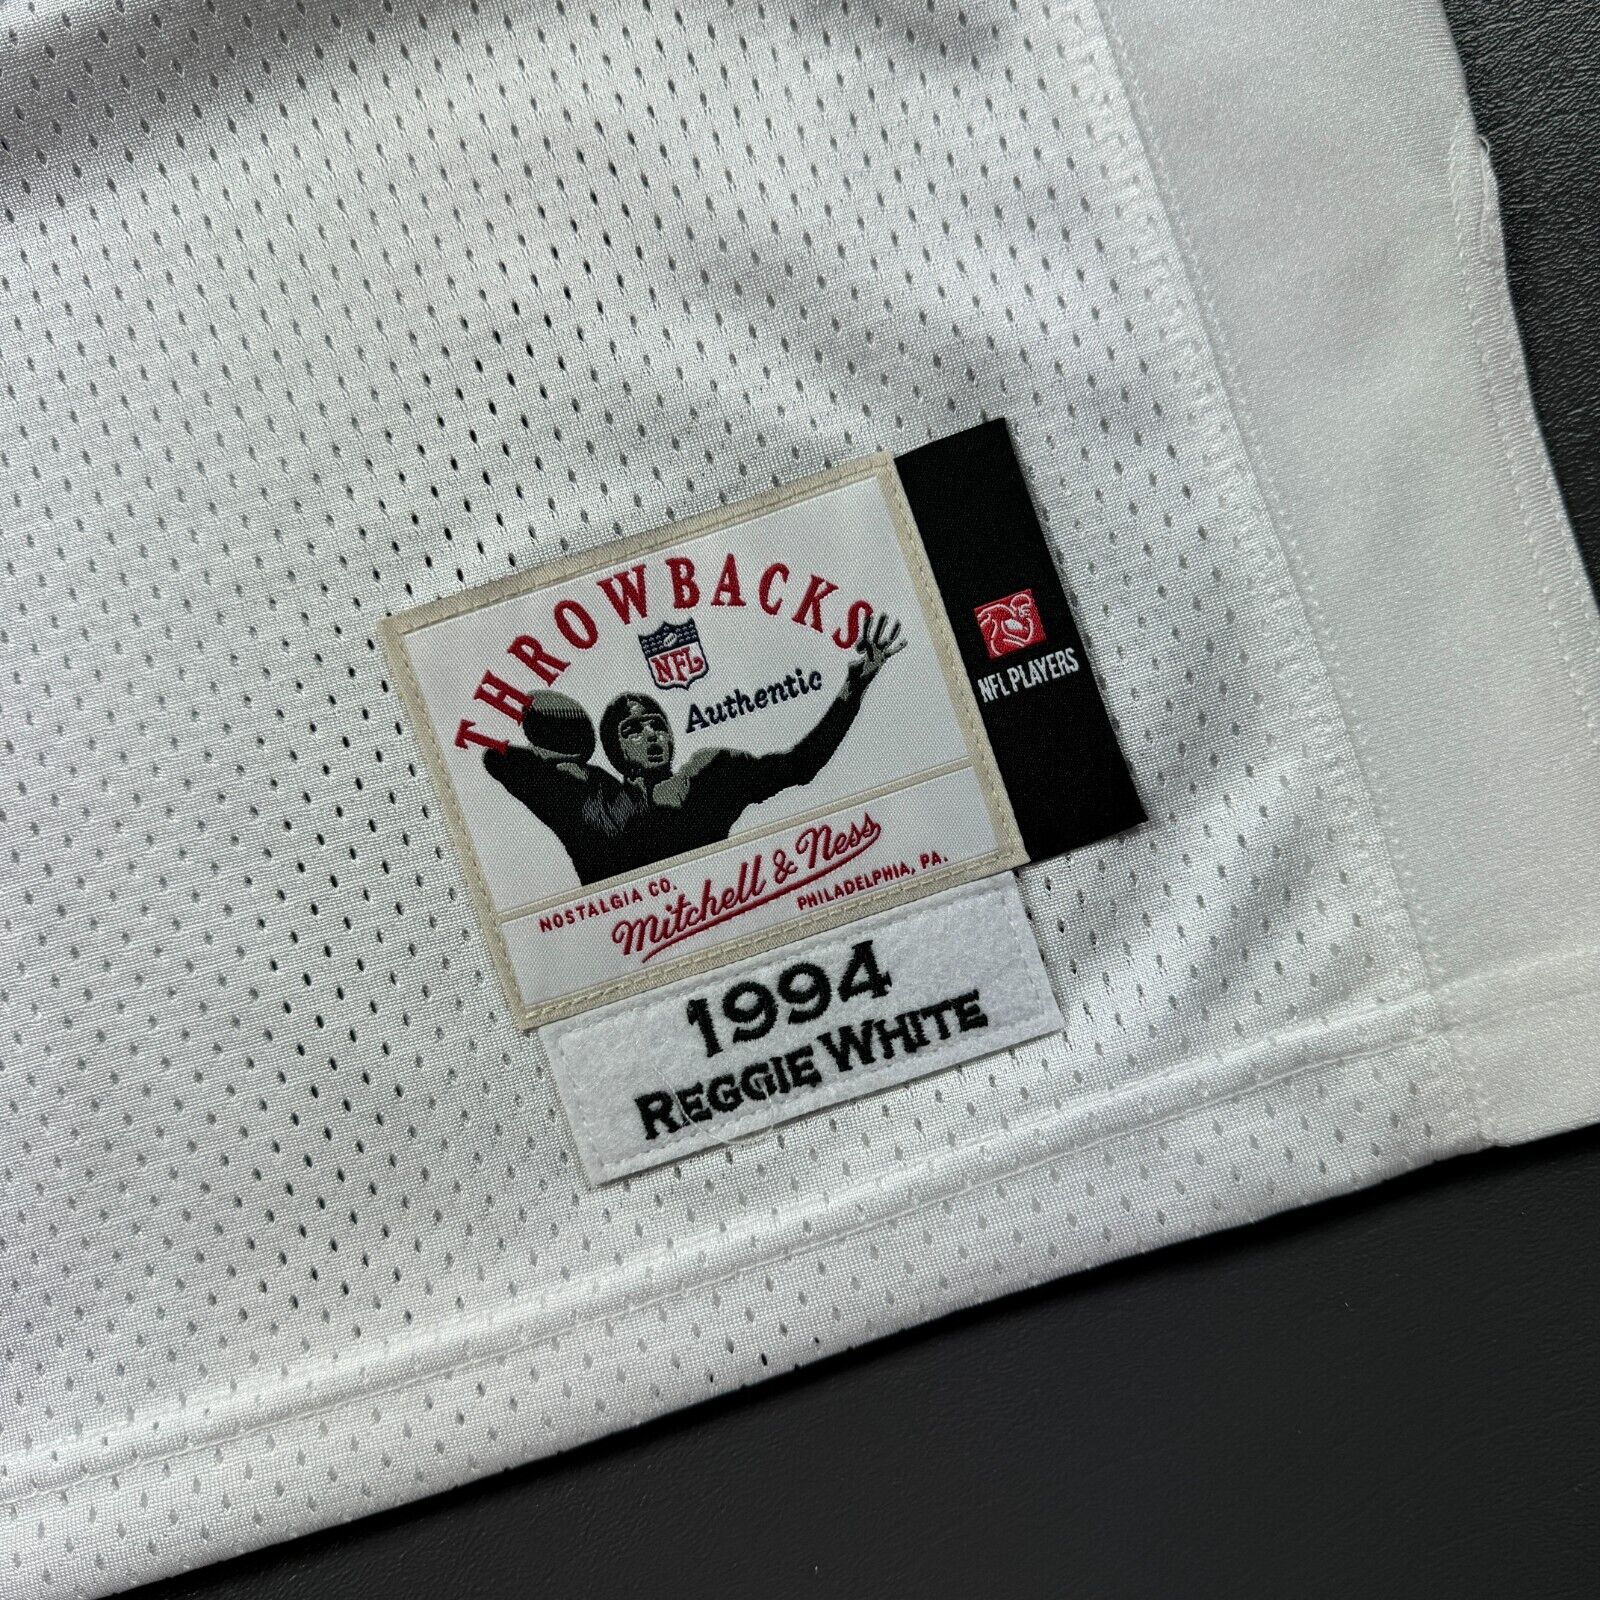 THROWBACKS
NFL
Authentic
NFL PLAYERS
NOSTALGIA CO. Mitchell & Ness PHILADELPHIA, PA.
1994
REGGIE WHITE